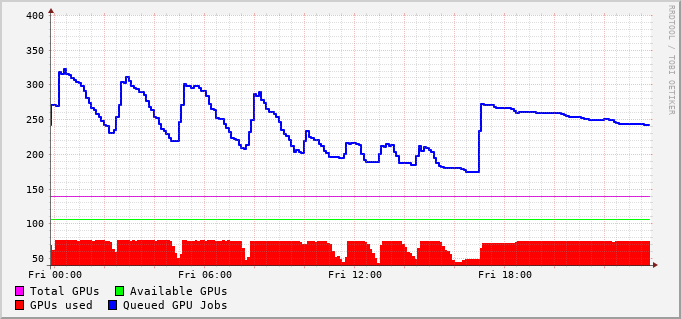 400
350
300
250
200
150
100
50
Fri 00:00 Fri 06:00 Fri 12:00 Fri 18:00
Total GPUs Available GPUs
GPUs used Queued GPU Jobs
RRDTOOL / TOBI OETIKER